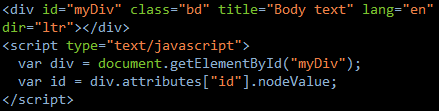 <div id="myDiv" class="bd" title="Body text" lang="en"
dir="ltr"></div>
<script type="text/javascript">
  var div = document.getElementById("myDiv");
  var id = div.attributes["id"].nodeValue;
</script>